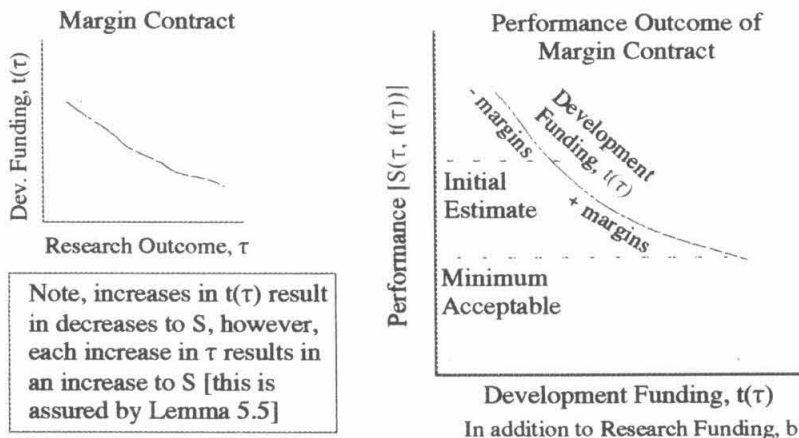 Margin Contract
Dev. Funding, t(τ)
Research Outcome, τ
Note, increases in t(τ) result
in decreases to S, however,
each increase in τ results in
an increase to S [this is
assured by Lemma 5.5]
Performance Outcome of
Margin Contract
Performance [S(τ, t(τ))]
- margins
Development
Funding, t(τ)
+ margins
Initial
Estimate
Minimum
Acceptable
Development Funding, t(τ)
In addition to Research Funding, b